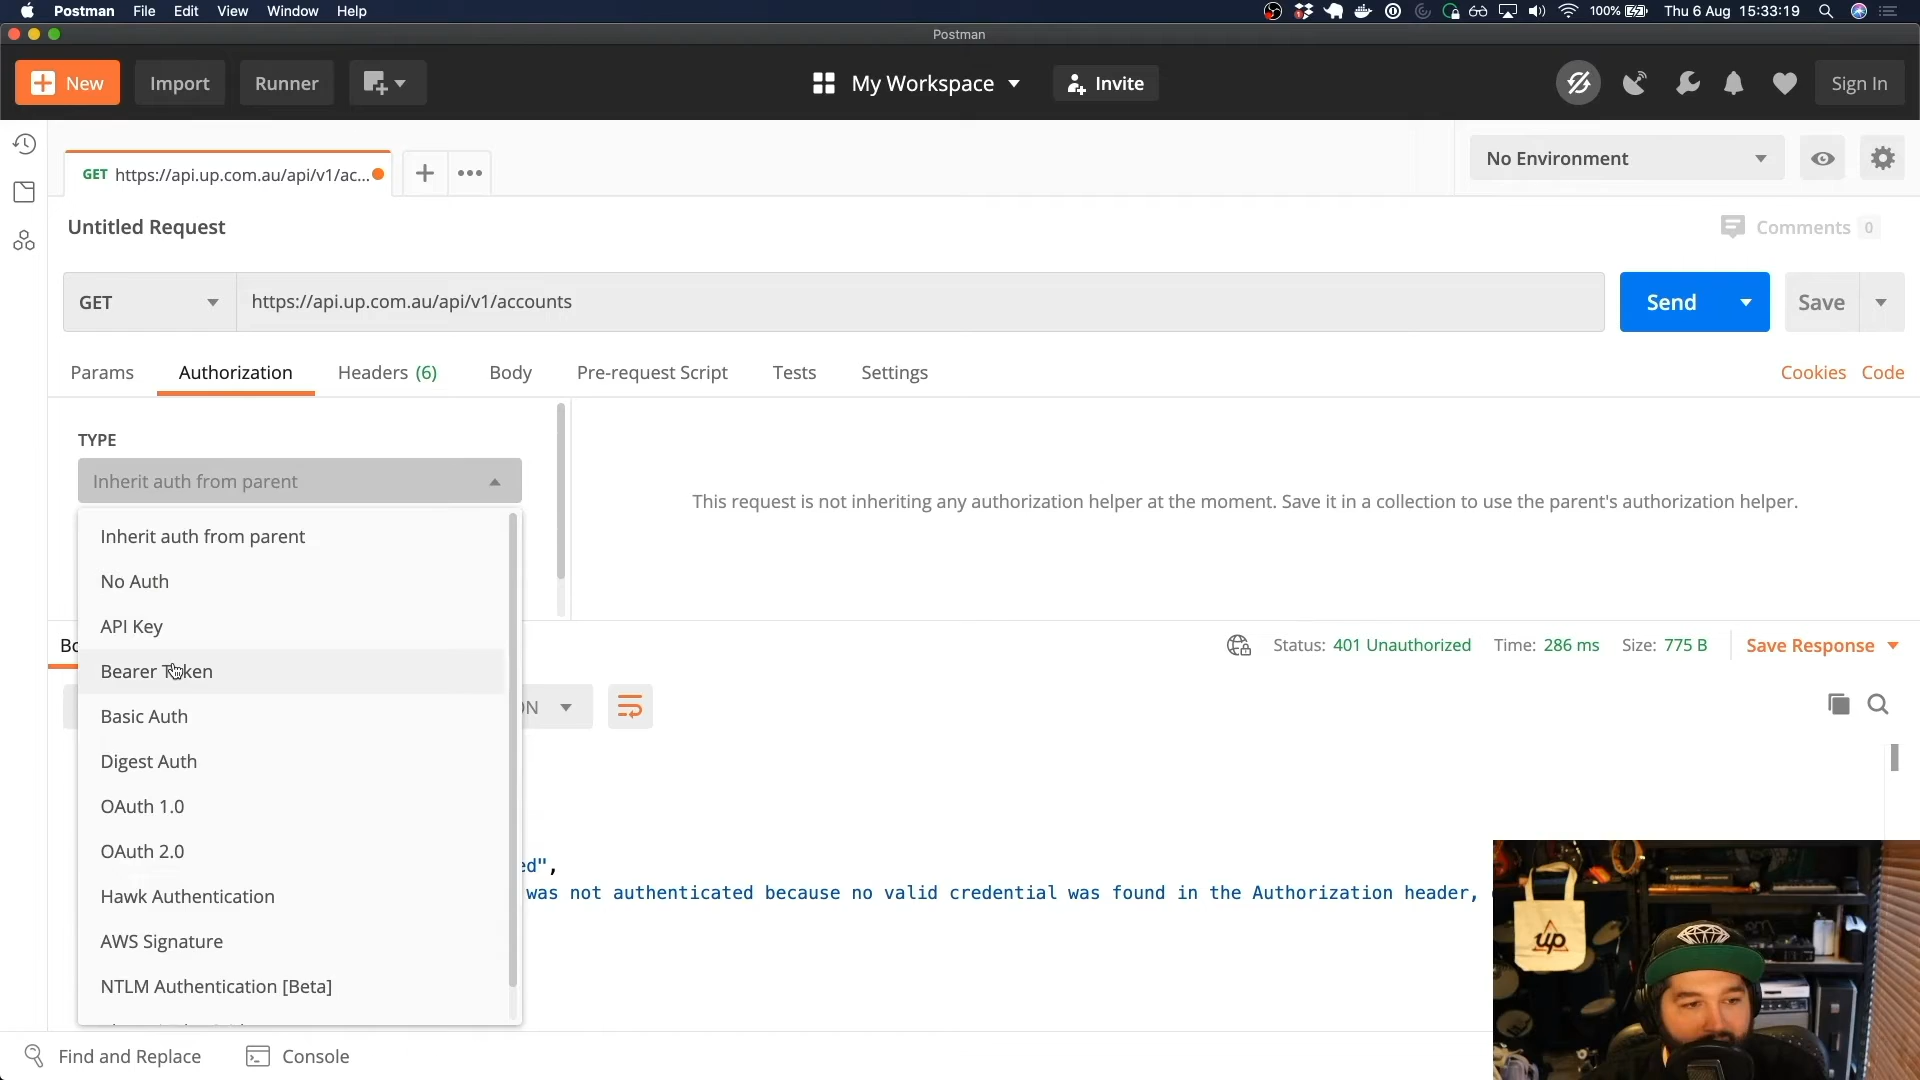 Postman File Edit View Window Help
100% Thu 6 Aug 15:33:19
Postman
New Import Runner My Workspace Invite Sign In
GET https://api.up.com.au/api/v1/ac...
No Environment
Untitled Request
Comments 0
GET https://api.up.com.au/api/v1/accounts Send Save
Params Authorization Headers (6) Body Pre-request Script Tests Settings Cookies Code
TYPE
Inherit auth from parent
This request is not inheriting any authorization helper at the moment. Save it in a collection to use the parent's authorization helper.
Inherit auth from parent
No Auth
API Key
Bo
Status: 401 Unauthorized Time: 286 ms Size: 775 B Save Response
Bearer Token
Basic Auth
Digest Auth
OAuth 1.0
OAuth 2.0
ed",
was not authenticated because no valid credential was found in the Authorization header,
Hawk Authentication
AWS Signature
up
NTLM Authentication [Beta]
Find and Replace Console